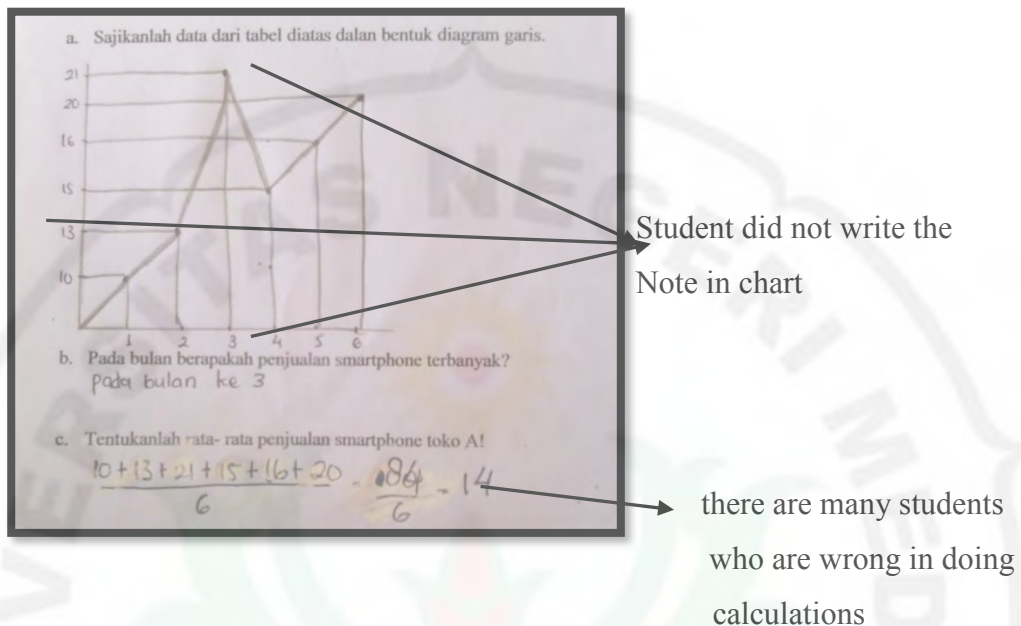 a. Sajikanlah data dari tabel diatas dalan bentuk diagram garis.
21
20
16
15
13
10
1 2 3 4 5 6
b. Pada bulan berapakah penjualan smartphone terbanyak?
pada bulan ke 3
c. Tentukanlah rata- rata penjualan smartphone toko A!
10+13+21+15+16+20
6
=
6
= 14
Student did not write the
Note in chart
there are many students
who are wrong in doing
calculations